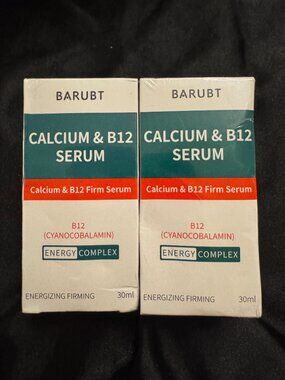 BARUBT
CALCIUM & B12
SERUM
Calcium & B12 Firm Serum
B12
(CYANOCOBALAMIN)
ENERGY COMPLEX
ENERGIZING FIRMING 30ml
BARUBT
CALCIUM & B12
SERUM
Calcium & B12 Firm Serum
B12
(CYANOCOBALAMIN)
ENERGY COMPLEX
ENERGIZING FIRMING 30ml